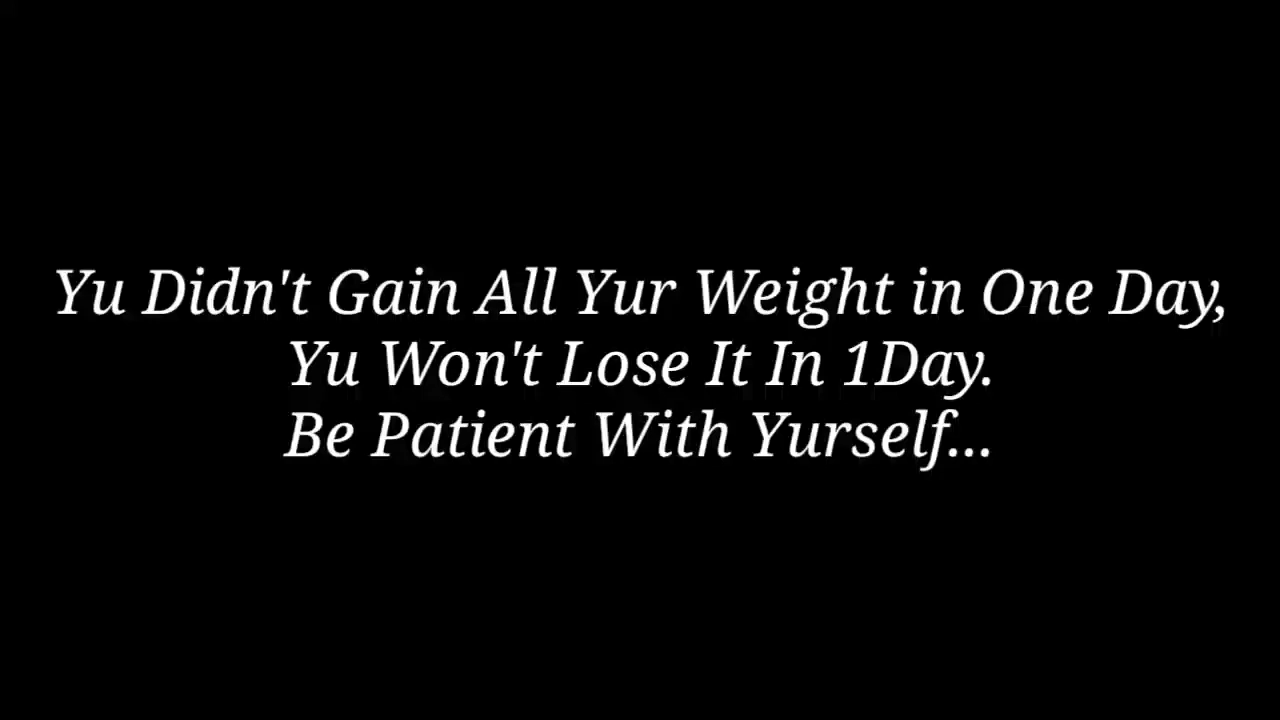 Yu Didn't Gain All Yur Weight in One Day,
Yu Won't Lose It In 1Day.
Be Patient With Yurself...